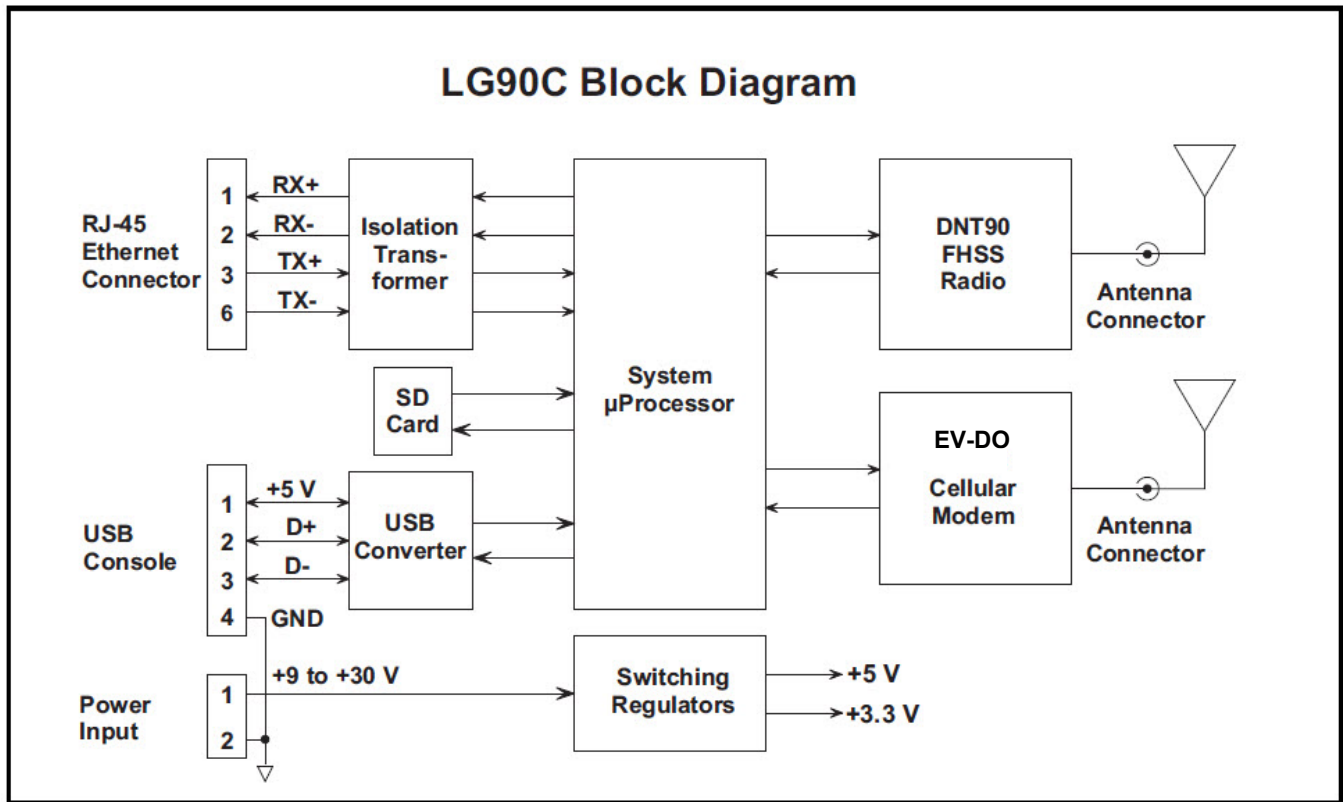 LG90C Block Diagram
RJ-45
Ethernet
Connector
1
2
3
6
RX+
RX-
TX+
TX-
Isolation
Trans-
former
SD
Card
USB
Console
1
2
3
4
+5 V
D+
D-
GND
USB
Converter
Power
Input
1
2
+9 to +30 V
System
µProcessor
Switching
Regulators
+5 V
+3.3 V
DNT90
FHSS
Radio
Antenna
Connector
EV-DO
Cellular
Modem
Antenna
Connector